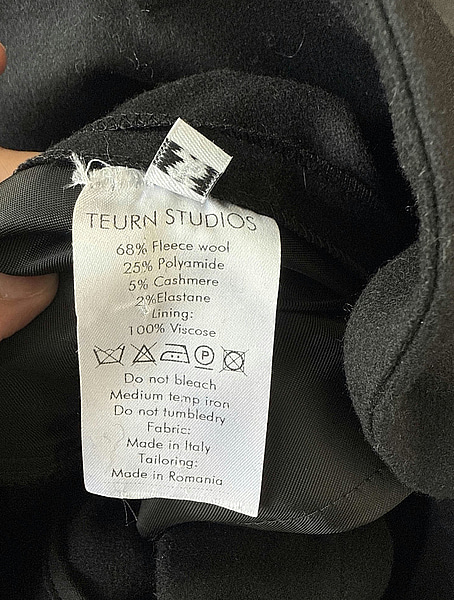 TEURN STUDIOS
68% Fleece wool
25% Polyamide
5% Cashmere
2%Elastane
Lining:
100% Viscose
P
Do not bleach
Medium temp iron
Do not tumbledry
Fabric:
Made in Italy
Tailoring:
Made in Romania